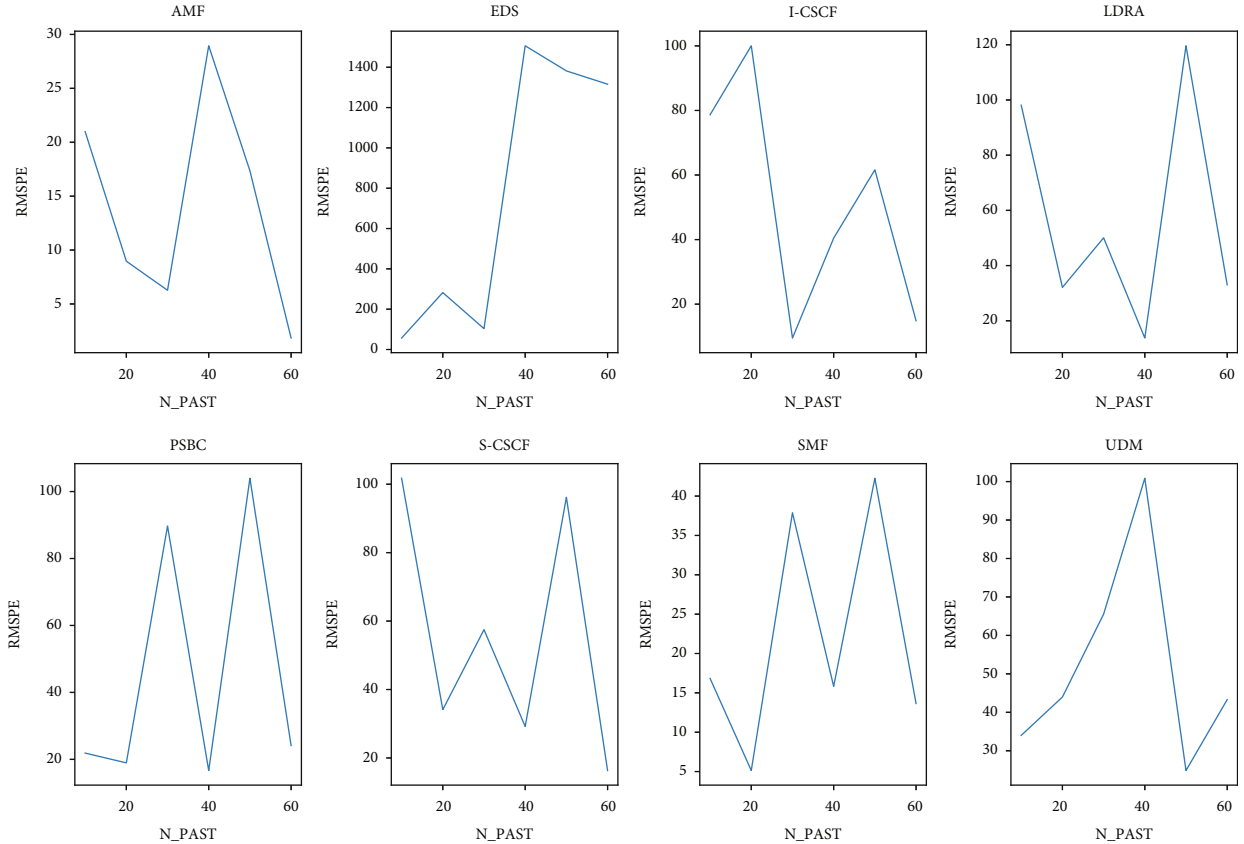 AMF
30
25
20
15
10
5
RMSPE
20 40 60
N_PAST
EDS
1400
1200
1000
800
600
400
200
0
RMSPE
20 40 60
N_PAST
I-CSCF
100
80
60
40
20
RMSPE
20 40 60
N_PAST
LDRA
120
100
80
60
40
20
RMSPE
20 40 60
N_PAST
PSBC
100
80
60
40
20
RMSPE
20 40 60
N_PAST
S-CSCF
100
80
60
40
20
RMSPE
20 40 60
N_PAST
SMF
40
35
30
25
20
15
10
5
RMSPE
20 40 60
N_PAST
UDM
100
90
80
70
60
50
40
30
RMSPE
20 40 60
N_PAST